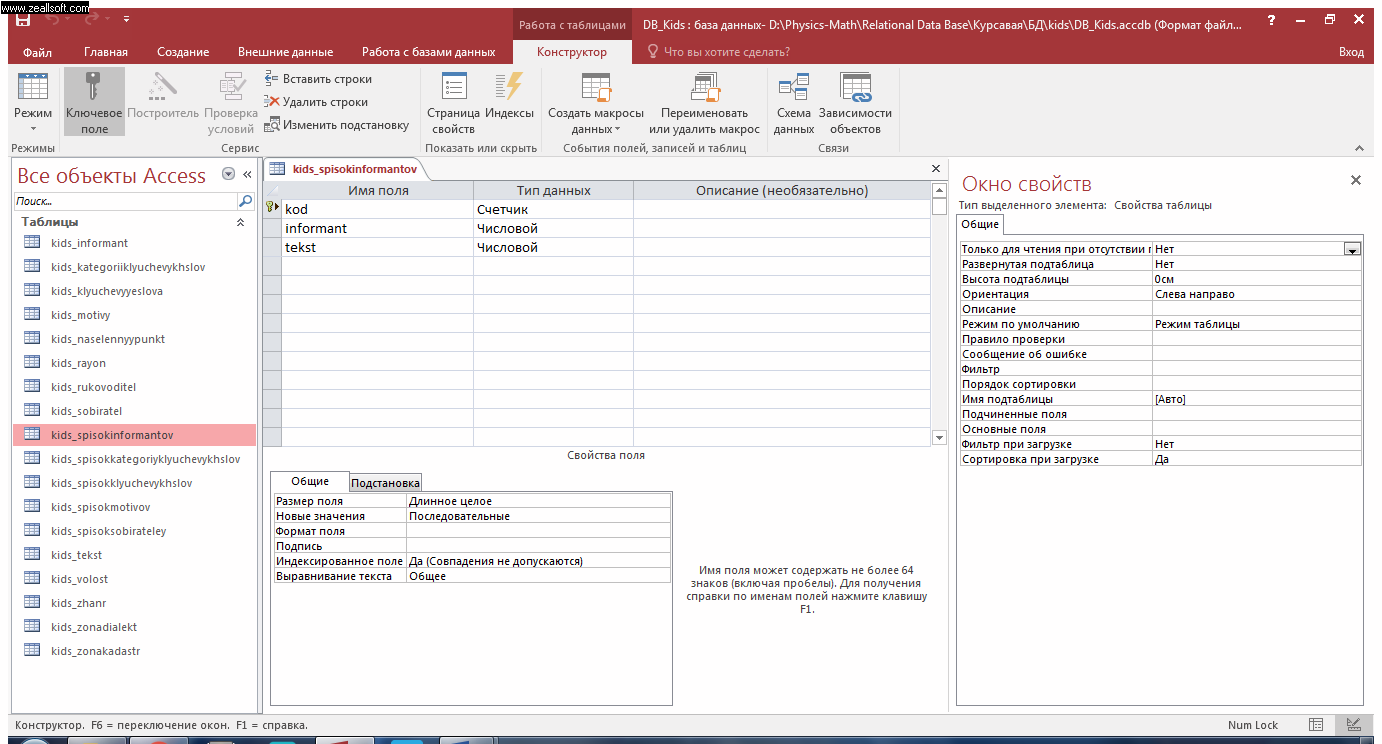 www.zeallsoft.com
Работа с таблицами
DB_Kids : база данных- D:\Physics-Math\Relational Data Base\Курсавая\БД\kids\DB_Kids.accdb (Формат файл...
?
Файл
Главная
Создание
Внешние данные
Работа с базами данных
Конструктор
Что вы хотите сделать?
Вход
Режим
Ключевое поле
Построитель
Проверка условий
Вставить строки
Удалить строки
Изменить подстановку
Страница свойств
Индексы
Создать макросы данных
Переименовать или удалить макрос
Схема данных
Зависимости объектов
Режимы
Сервис
Показать или скрыть
События полей, записей и таблиц
Связи
Все объекты Access
Поиск...
Таблицы
kids_informant
kids_kategoriiklyuchevykhslov
kids_klyuchevyyeslova
kids_motivy
kids_naselennyypunkt
kids_rayon
kids_rukovoditel
kids_sobiratel
kids_spisokinformantov
kids_spisokkategoriyklyuchevykhslov
kids_spisokklyuchevykhslov
kids_spisokmotivov
kids_spisoksobirateley
kids_tekst
kids_volost
kids_zhanr
kids_zonadialekt
kids_zonakadastr
kids_spisokinformantov
Имя поля Тип данных Описание (необязательно)
kod Счетчик
informant Числовой
tekst Числовой
Свойства поля
Общие Подстановка
Размер поля Длинное целое
Новые значения Последовательные
Формат поля
Подпись
Индексированное поле Да (Совпадения не допускаются)
Выравнивание текста Общее
Имя поля может содержать не более 64
знаков (включая пробелы). Для получения
справки по именам полей нажмите клавишу
F1.
Окно свойств
Тип выделенного элемента: Свойства таблицы
Общие
Только для чтения при отсутствии Нет
Развернутая подтаблица Нет
Высота подтаблицы 0см
Ориентация Слева направо
Описание
Режим по умолчанию Режим таблицы
Правило проверки
Сообщение об ошибке
Фильтр
Порядок сортировки
Имя подтаблицы [Авто]
Подчиненные поля
Основные поля
Фильтр при загрузке Нет
Сортировка при загрузке Да
Конструктор. F6 = переключение окон. F1 = справка.
Num Lock